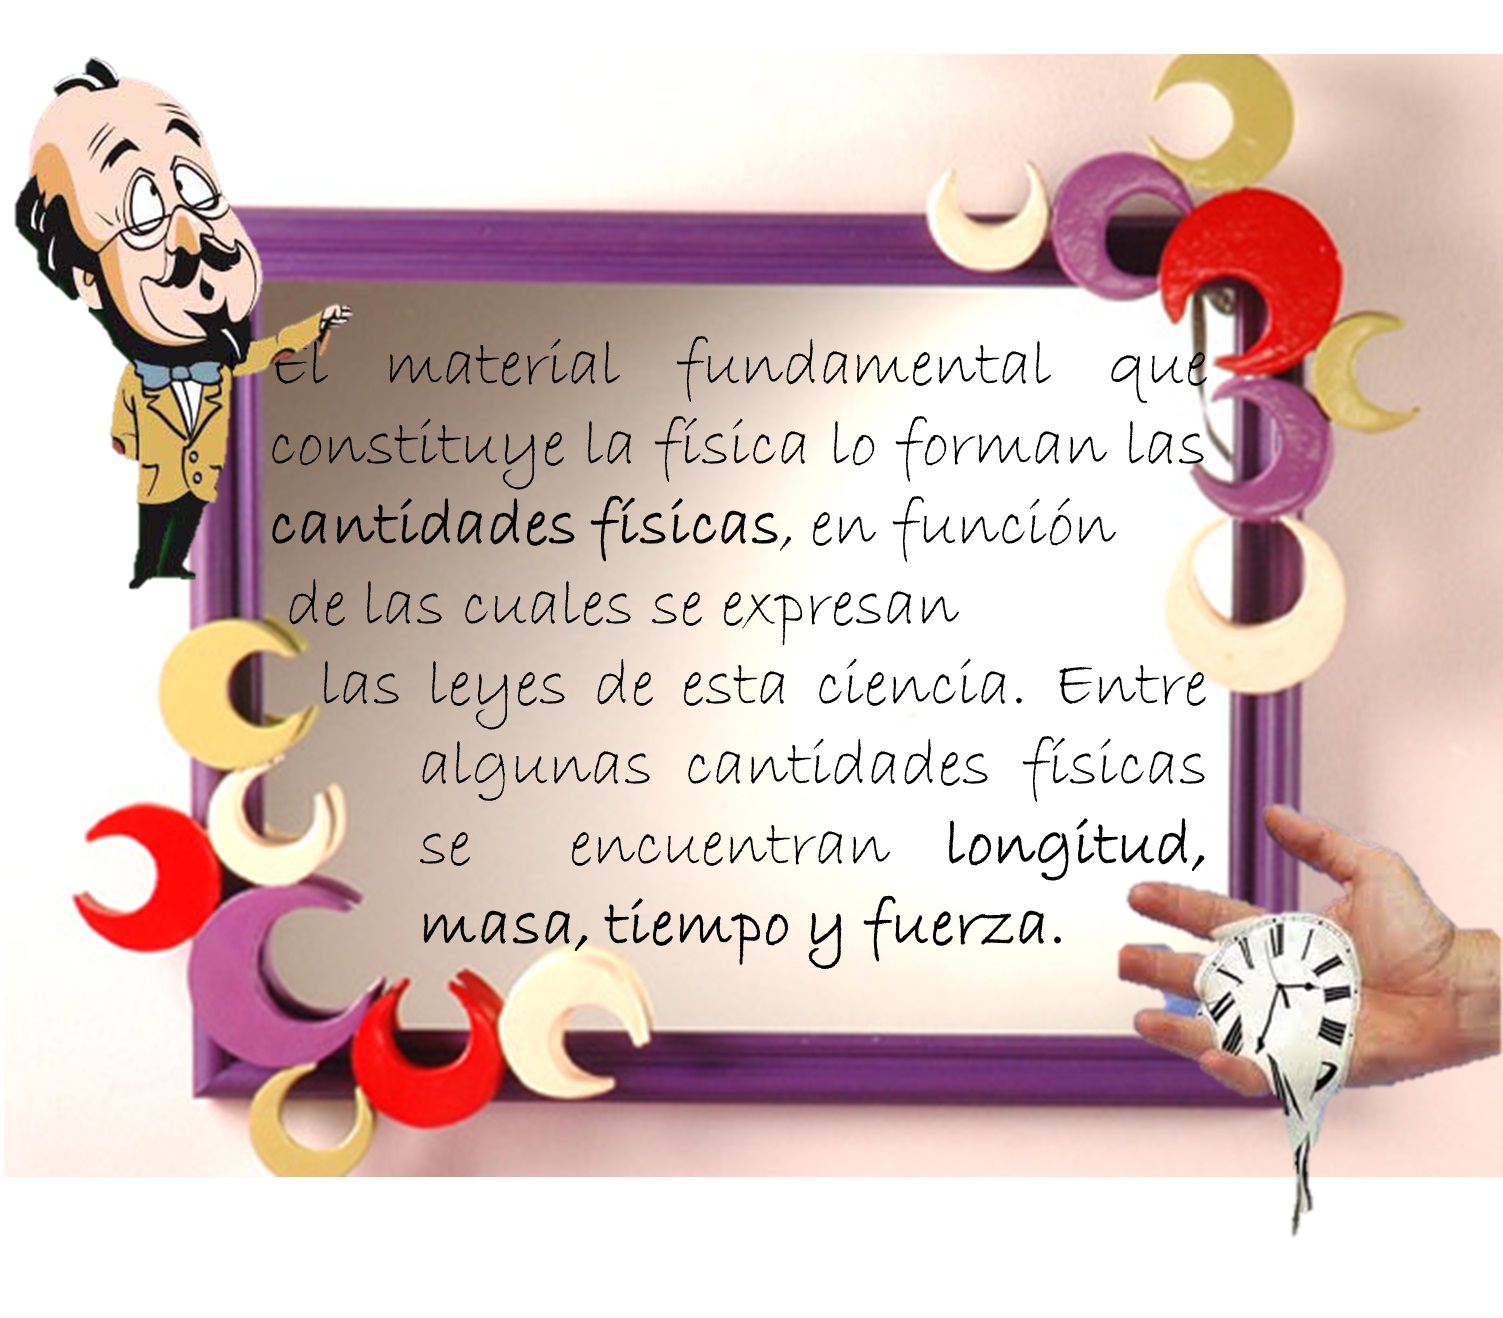 El material fundamental que
constituye la física lo forman las
cantidades físicas, en función
de las cuales se expresan
las leyes de esta ciencia. Entre
algunas cantidades físicas
se encuentran longitud,
masa, tiempo y fuerza.